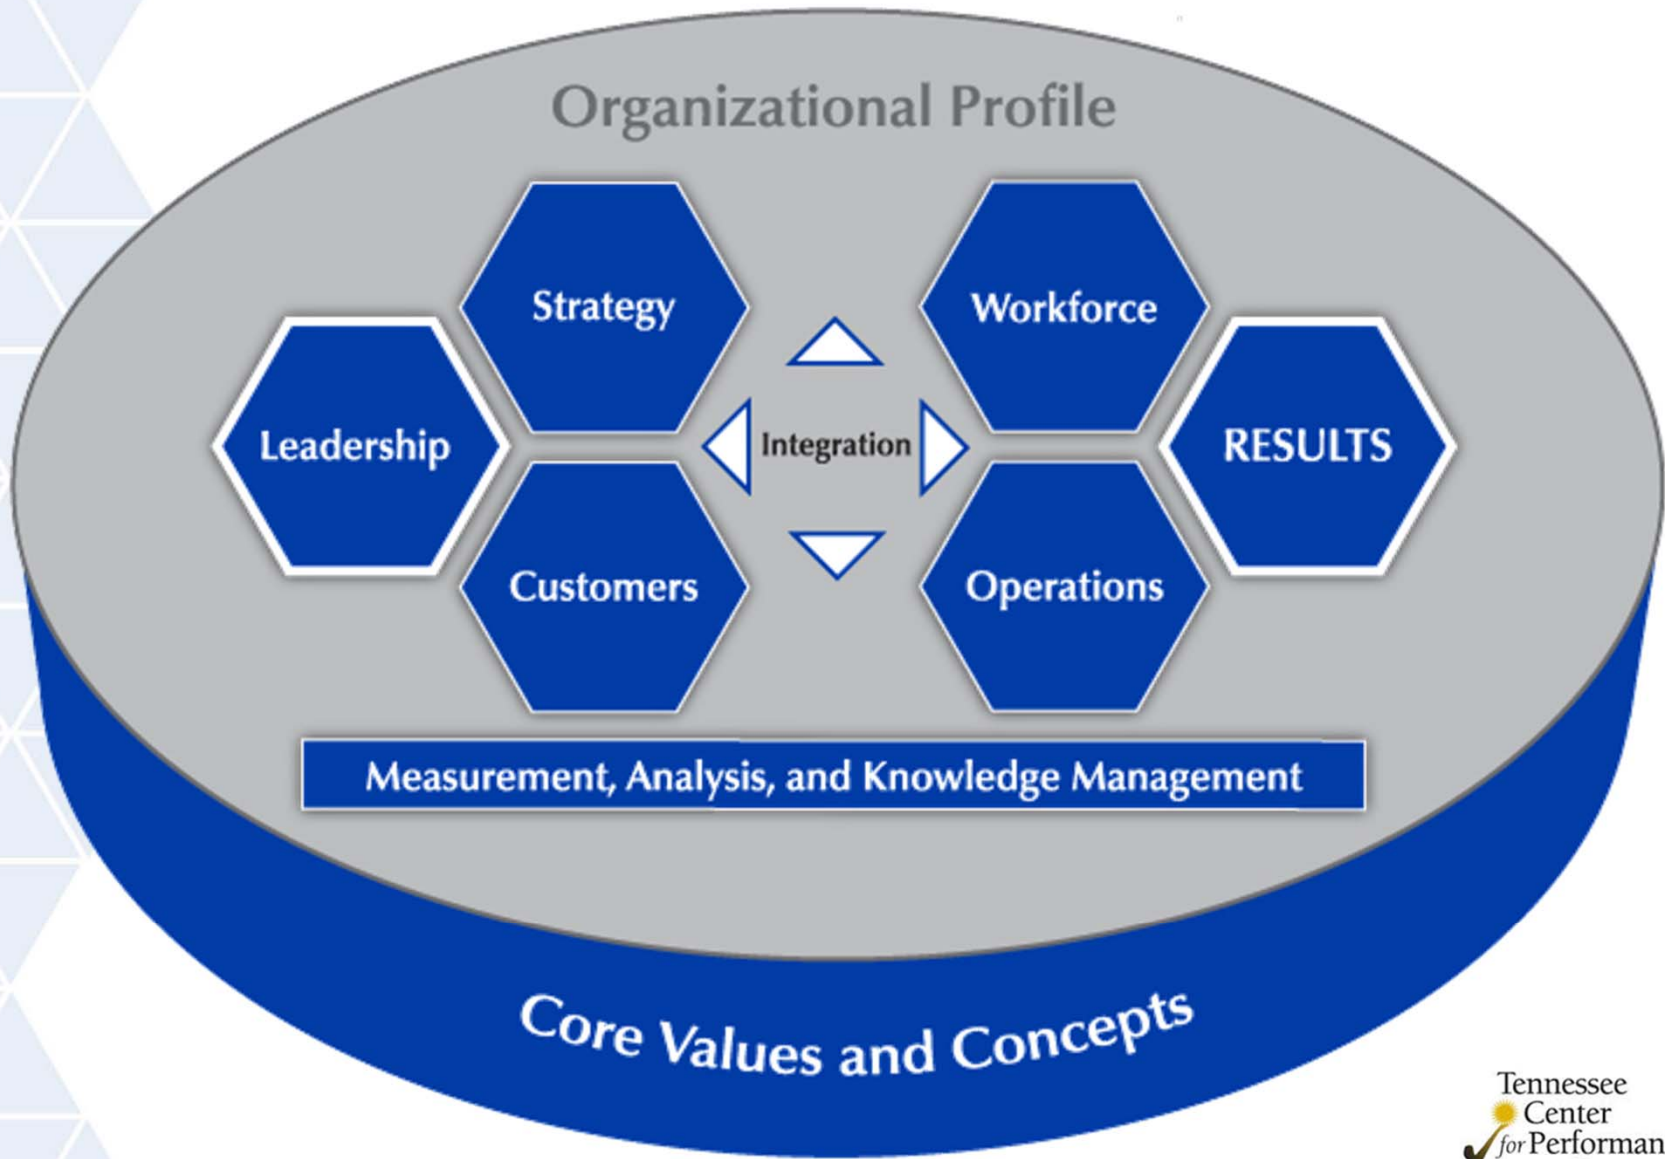 Organizational Profile
Strategy
Workforce
Leadership
Integration
RESULTS
Customers
Operations
Measurement, Analysis, and Knowledge Management
Core Values and Concepts
Tennessee
Center
for Performan